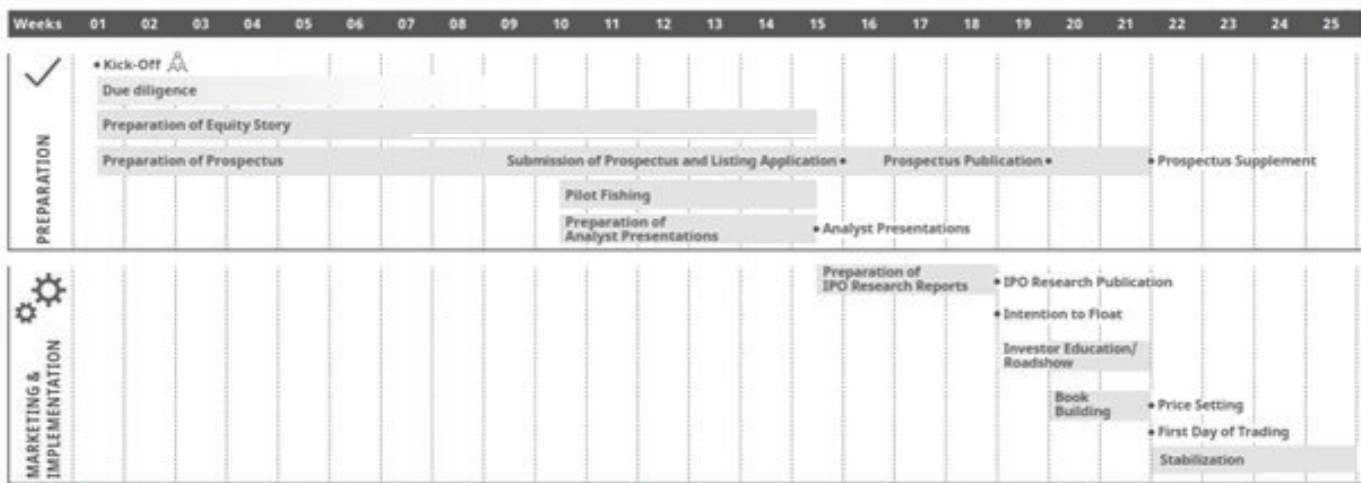 Weeks 01 02 03 04 05 06 07 08 09 10 11 12 13 14 15 16 17 18 19 20 21 22 23 24 25
PREPARATION
• Kick-Off
Due diligence
Preparation of Equity Story
Preparation of Prospectus Submission of Prospectus and Listing Application • Prospectus Publication • • Prospectus Supplement
Pilot Fishing
Preparation of
Analyst Presentations • Analyst Presentations
MARKETING &
IMPLEMENTATION
Preparation of
IPO Research Reports • IPO Research Publication
• Intention to Float
Investor Education/
Roadshow
Book
Building • Price Setting
• First Day of Trading
Stabilization